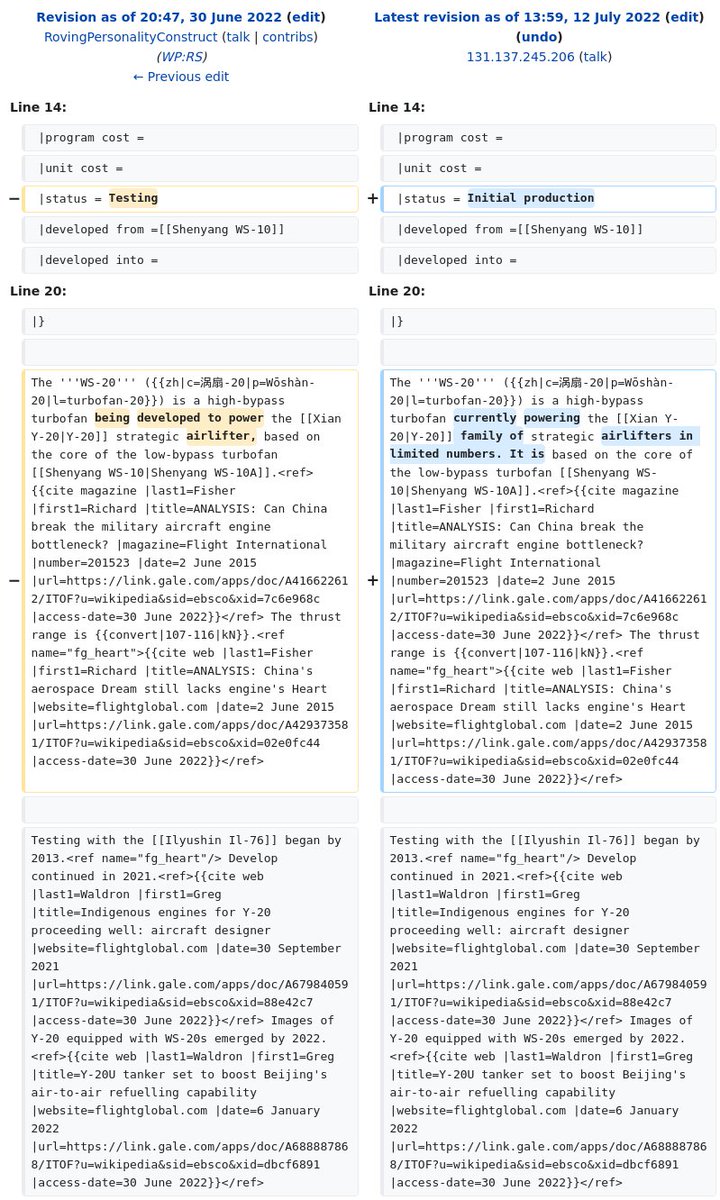 Revision as of 20:47, 30 June 2022 (edit)
RovingPersonalityConstruct (talk | contribs)
(WP:RS)
← Previous edit
Latest revision as of 13:59, 12 July 2022 (edit)
(undo)
131.137.245.206 (talk)
Line 14:
|program cost =
|unit cost =
− |status = Testing
|developed from =[[Shenyang WS-10]]
|developed into =
Line 14:
|program cost =
|unit cost =
+ |status = Initial production
|developed from =[[Shenyang WS-10]]
|developed into =
Line 20:
|}
The '''WS-20''' ({{zh|c=涡扇-20|p=Wōshàn-
20|l=turbofan-20}}) is a high-bypass
turbofan being developed to power the [[Xian
Y-20|Y-20]] strategic airlifter, based on
the core of the low-bypass turbofan
[[Shenyang WS-10|Shenyang WS-10A]].<ref>
{{cite magazine |last1=Fisher
|first1=Richard |title=ANALYSIS: Can China
break the military aircraft engine
bottleneck? |magazine=Flight International
|number=201523 |date=2 June 2015
− |url=https://link.gale.com/apps/doc/A41662261
2/ITOF?u=wikipedia&sid=ebsco&xid=7c6e968c
|access-date=30 June 2022}}</ref> The thrust
range is {{convert|107-116|kN}}.<ref
name="fg_heart">{{cite web |last1=Fisher
|first1=Richard |title=ANALYSIS: China's
aerospace Dream still lacks engine's Heart
|website=flightglobal.com |date=2 June 2015
|url=https://link.gale.com/apps/doc/A42937358
1/ITOF?u=wikipedia&sid=ebsco&xid=02e0fc44
|access-date=30 June 2022}}</ref>
Testing with the [[Ilyushin Il-76]] began by
2013.<ref name="fg_heart"/> Develop
continued in 2021.<ref>{{cite web
|last1=Waldron |first1=Greg
|title=Indigenous engines for Y-20
proceeding well: aircraft designer
|website=flightglobal.com |date=30 September
2021
|url=https://link.gale.com/apps/doc/A67984059
1/ITOF?u=wikipedia&sid=ebsco&xid=88e42c7
|access-date=30 June 2022}}</ref> Images of
Y-20 equipped with WS-20s emerged by 2022.
<ref>{{cite web |last1=Waldron |first1=Greg
|title=Y-20U tanker set to boost Beijing's
air-to-air refuelling capability
|website=flightglobal.com |date=6 January
2022
|url=https://link.gale.com/apps/doc/A68888786
8/ITOF?u=wikipedia&sid=ebsco&xid=dbcf6891
|access-date=30 June 2022}}</ref>
Line 20:
|}
The '''WS-20''' ({{zh|c=涡扇-20|p=Wōshàn-
20|l=turbofan-20}}) is a high-bypass
turbofan currently powering the [[Xian Y-
20|Y-20]] family of strategic airlifters in
limited numbers. It is based on the core of
the low-bypass turbofan [[Shenyang WS-
10|Shenyang WS-10A]].<ref>{{cite magazine
|last1=Fisher |first1=Richard
|title=ANALYSIS: Can China break the
military aircraft engine bottleneck?
|magazine=Flight International
+ |number=201523 |date=2 June 2015
|url=https://link.gale.com/apps/doc/A41662261
2/ITOF?u=wikipedia&sid=ebsco&xid=7c6e968c
|access-date=30 June 2022}}</ref> The thrust
range is {{convert|107-116|kN}}.<ref
name="fg_heart">{{cite web |last1=Fisher
|first1=Richard |title=ANALYSIS: China's
aerospace Dream still lacks engine's Heart
|website=flightglobal.com |date=2 June 2015
|url=https://link.gale.com/apps/doc/A42937358
1/ITOF?u=wikipedia&sid=ebsco&xid=02e0fc44
|access-date=30 June 2022}}</ref>
Testing with the [[Ilyushin Il-76]] began by
2013.<ref name="fg_heart"/> Develop
continued in 2021.<ref>{{cite web
|last1=Waldron |first1=Greg
|title=Indigenous engines for Y-20
proceeding well: aircraft designer
|website=flightglobal.com |date=30 September
2021
|url=https://link.gale.com/apps/doc/A67984059
1/ITOF?u=wikipedia&sid=ebsco&xid=88e42c7
|access-date=30 June 2022}}</ref> Images of
Y-20 equipped with WS-20s emerged by 2022.
<ref>{{cite web |last1=Waldron |first1=Greg
|title=Y-20U tanker set to boost Beijing's
air-to-air refuelling capability
|website=flightglobal.com |date=6 January
2022
|url=https://link.gale.com/apps/doc/A68888786
8/ITOF?u=wikipedia&sid=ebsco&xid=dbcf6891
|access-date=30 June 2022}}</ref>